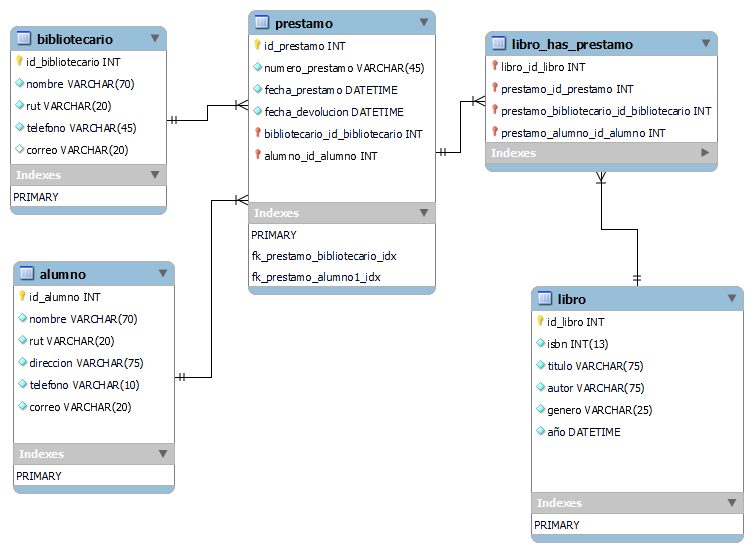 bibliotecario
id_bibliotecario INT
nombre VARCHAR(70)
rut VARCHAR(20)
telefono VARCHAR(45)
correo VARCHAR(20)
Indexes
PRIMARY
prestamo
id_prestamo INT
numero_prestamo VARCHAR(45)
fecha_prestamo DATETIME
fecha_devolucion DATETIME
bibliotecario_id_bibliotecario INT
alumno_id_alumno INT
Indexes
PRIMARY
fk_prestamo_bibliotecario_idx
fk_prestamo_alumno1_idx
libro_has_prestamo
libro_id_libro INT
prestamo_id_prestamo INT
prestamo_bibliotecario_id_bibliotecario INT
prestamo_alumno_id_alumno INT
Indexes
alumno
id_alumno INT
nombre VARCHAR(70)
rut VARCHAR(20)
direccion VARCHAR(75)
telefono VARCHAR(10)
correo VARCHAR(20)
Indexes
PRIMARY
libro
id_libro INT
isbn INT(13)
titulo VARCHAR(75)
autor VARCHAR(75)
genero VARCHAR(25)
año DATETIME
Indexes
PRIMARY